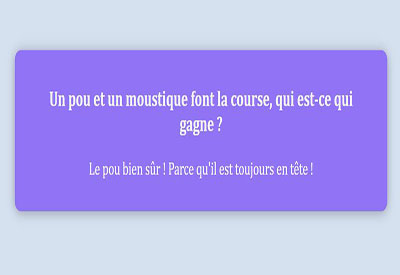 Un pou et un moustique font la course, qui est-ce qui
gagne ?
Le pou bien sûr ! Parce qu'il est toujours en tête !